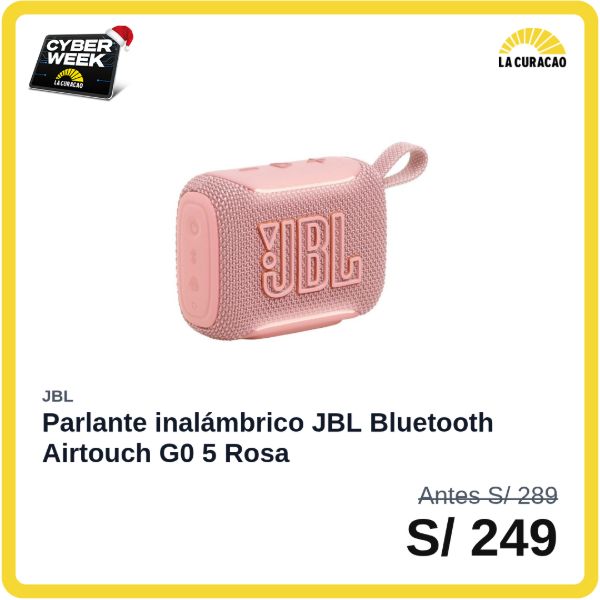 CYBER
WEEK
LA CURACAO
LA CURACAO
JBL
JBL
Parlante inalámbrico JBL Bluetooth
Airtouch G0 5 Rosa
Antes S/ 289
S/ 249